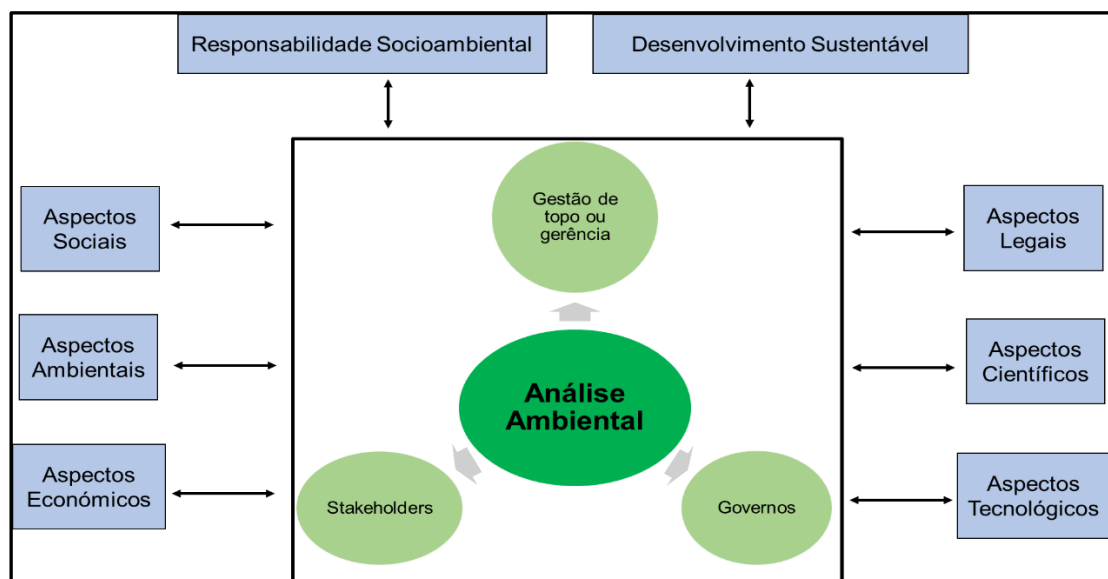 Responsabilidade Socioambiental
Desenvolvimento Sustentável
Gestão de
topo ou
gerência
Aspectos
Sociais
Aspectos
Legais
Aspectos
Ambientais
Aspectos
Científicos
Análise
Ambiental
Aspectos
Económicos
Stakeholders
Governos
Aspectos
Tecnológicos